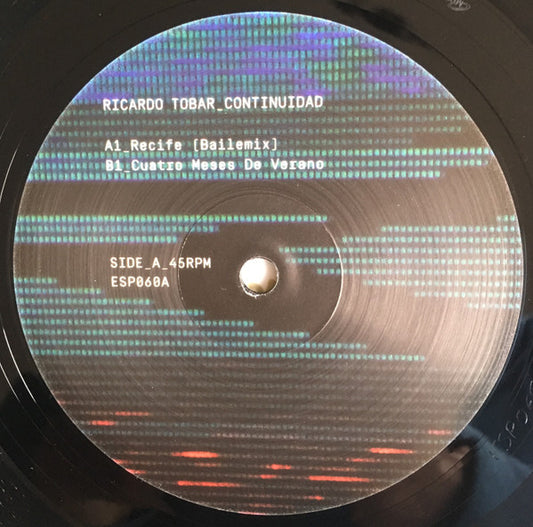 RICARDO TOBAR_CONTINUIDAD
A1_Recife [Bailemix]
B1_Cuatro Meses De Verano
SIDE_A_45RPM
ESP060A